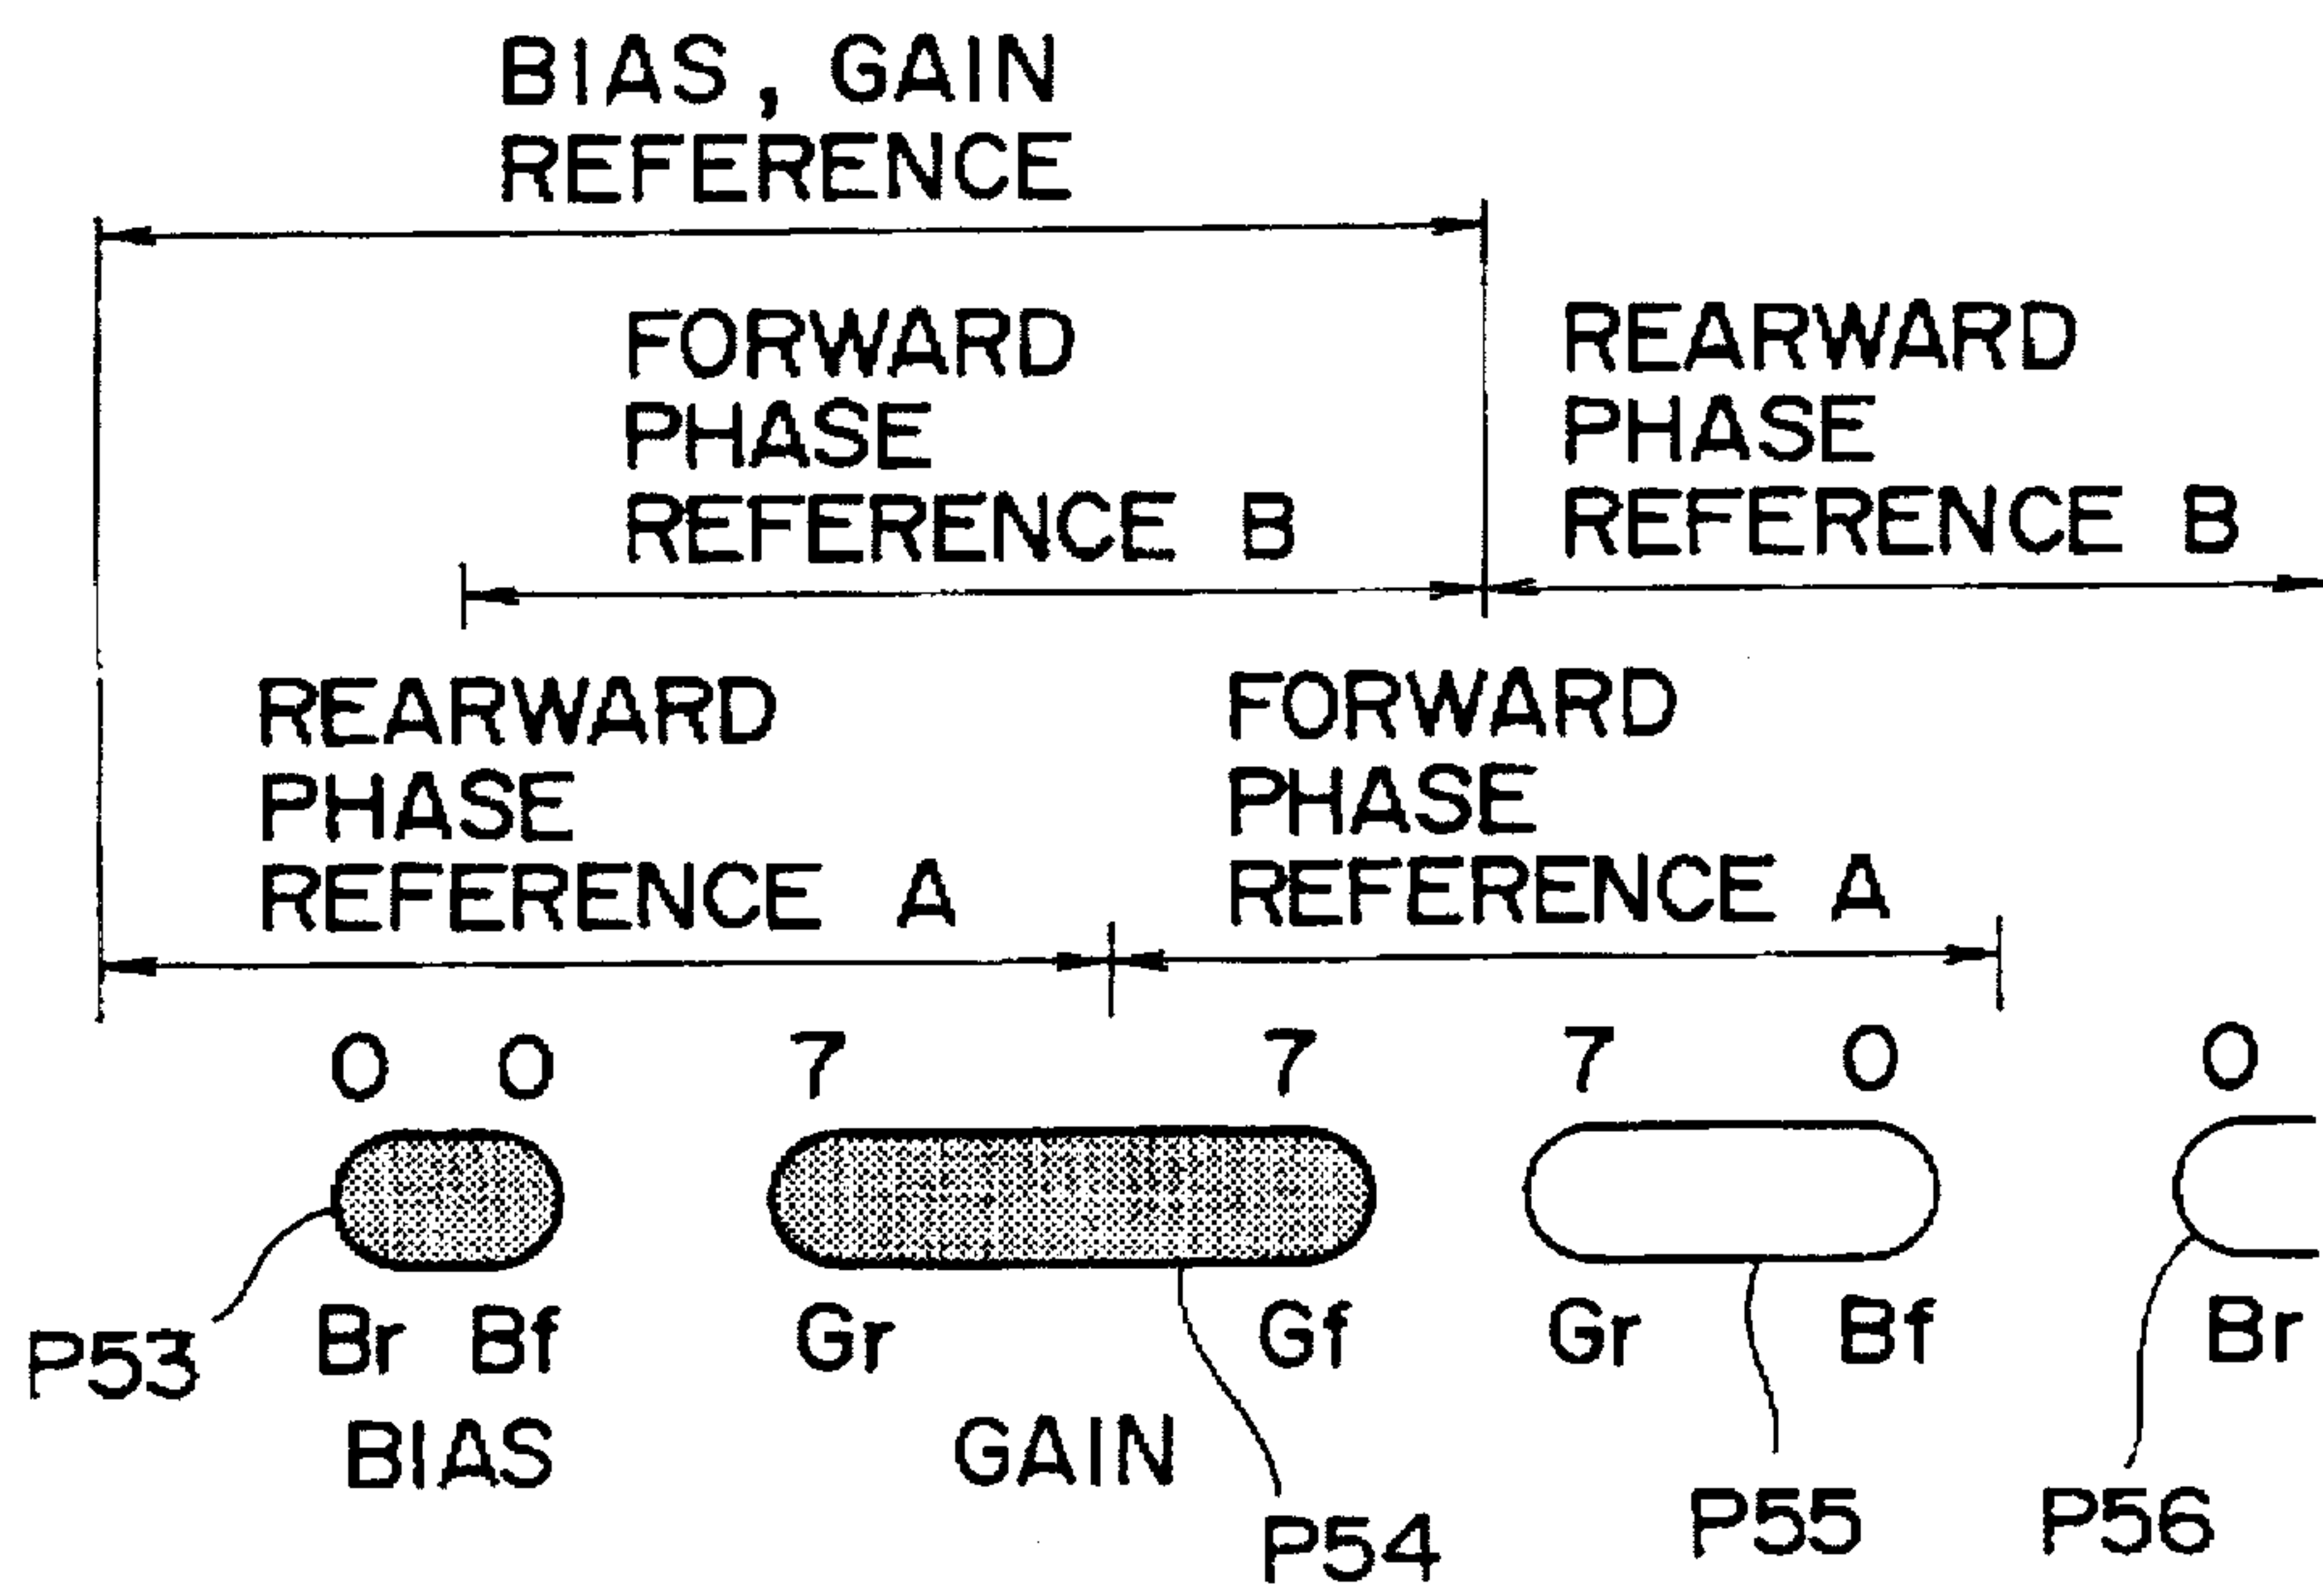 BIAS, GAIN
REFERENCE
FORWARD
PHASE
REFERENCE B
REARWARD
PHASE
REFERENCE B
REARWARD
PHASE
REFERENCE A
FORWARD
PHASE
REFERENCE A
0 0 7 7 7 0 0
Br Bf Gr Gf Gr Bf Br
P53
BIAS GAIN
P54 P55 P56